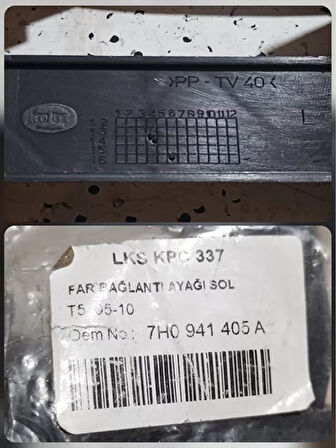 >PP-TV 40<
1 2 3 4 5 6 7 8 9 10 11 12
L
LKS KPC 337
FAR BAĞLANTI AYAĞI SOL
T5 05-10
Oem No : 7H0 941 405 A